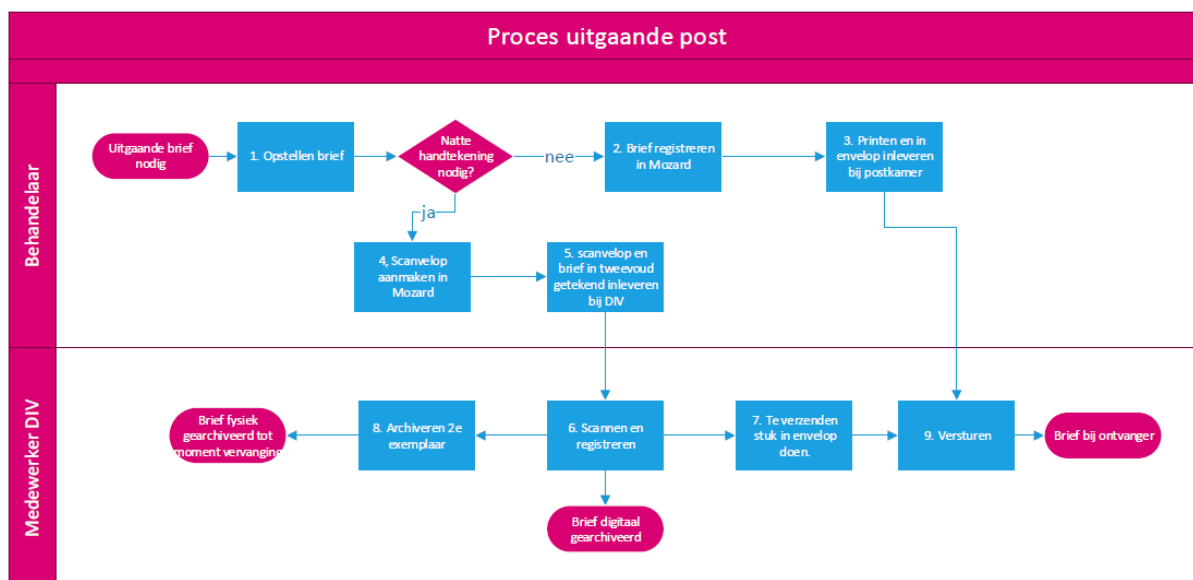 Proces uitgaande post
Behandelaar
Uitgaande brief
nodig
1. Opstellen brief
Natte
handtekening
nodig?
nee
2. Brief registreren
in Mozard
3. Printen en in
envelop inleveren
bij postkamer
ja
4, Scanvelop
aanmaken in
Mozard
5. scanvelop en
brief in tweevoud
getekend inleveren
bij DIV
Medewerker DIV
Brief fysiek
gearchiveerd tot
moment vervanging
8. Archiveren 2e
exemplaar
6. Scannen en
registreren
7. Te verzenden
stuk in envelop
doen.
9. Versturen
Brief bij ontvanger
Brief digitaal
gearchiveerd